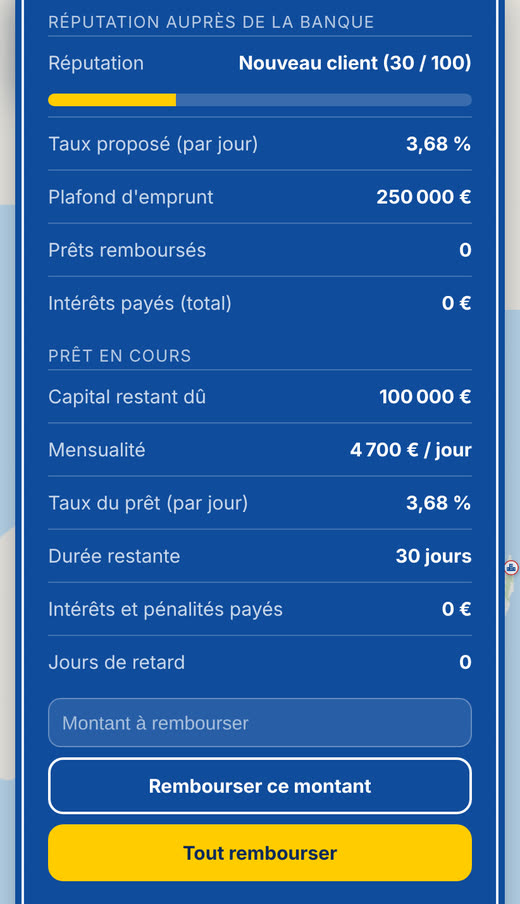 RÉPUTATION AUPRÈS DE LA BANQUE
Réputation Nouveau client (30 / 100)
Taux proposé (par jour) 3,68 %
Plafond d'emprunt 250 000 €
Prêts remboursés 0
Intérêts payés (total) 0 €
PRÊT EN COURS
Capital restant dû 100 000 €
Mensualité 4 700 € / jour
Taux du prêt (par jour) 3,68 %
Durée restante 30 jours
Intérêts et pénalités payés 0 €
Jours de retard 0
Montant à rembourser
Rembourser ce montant
Tout rembourser